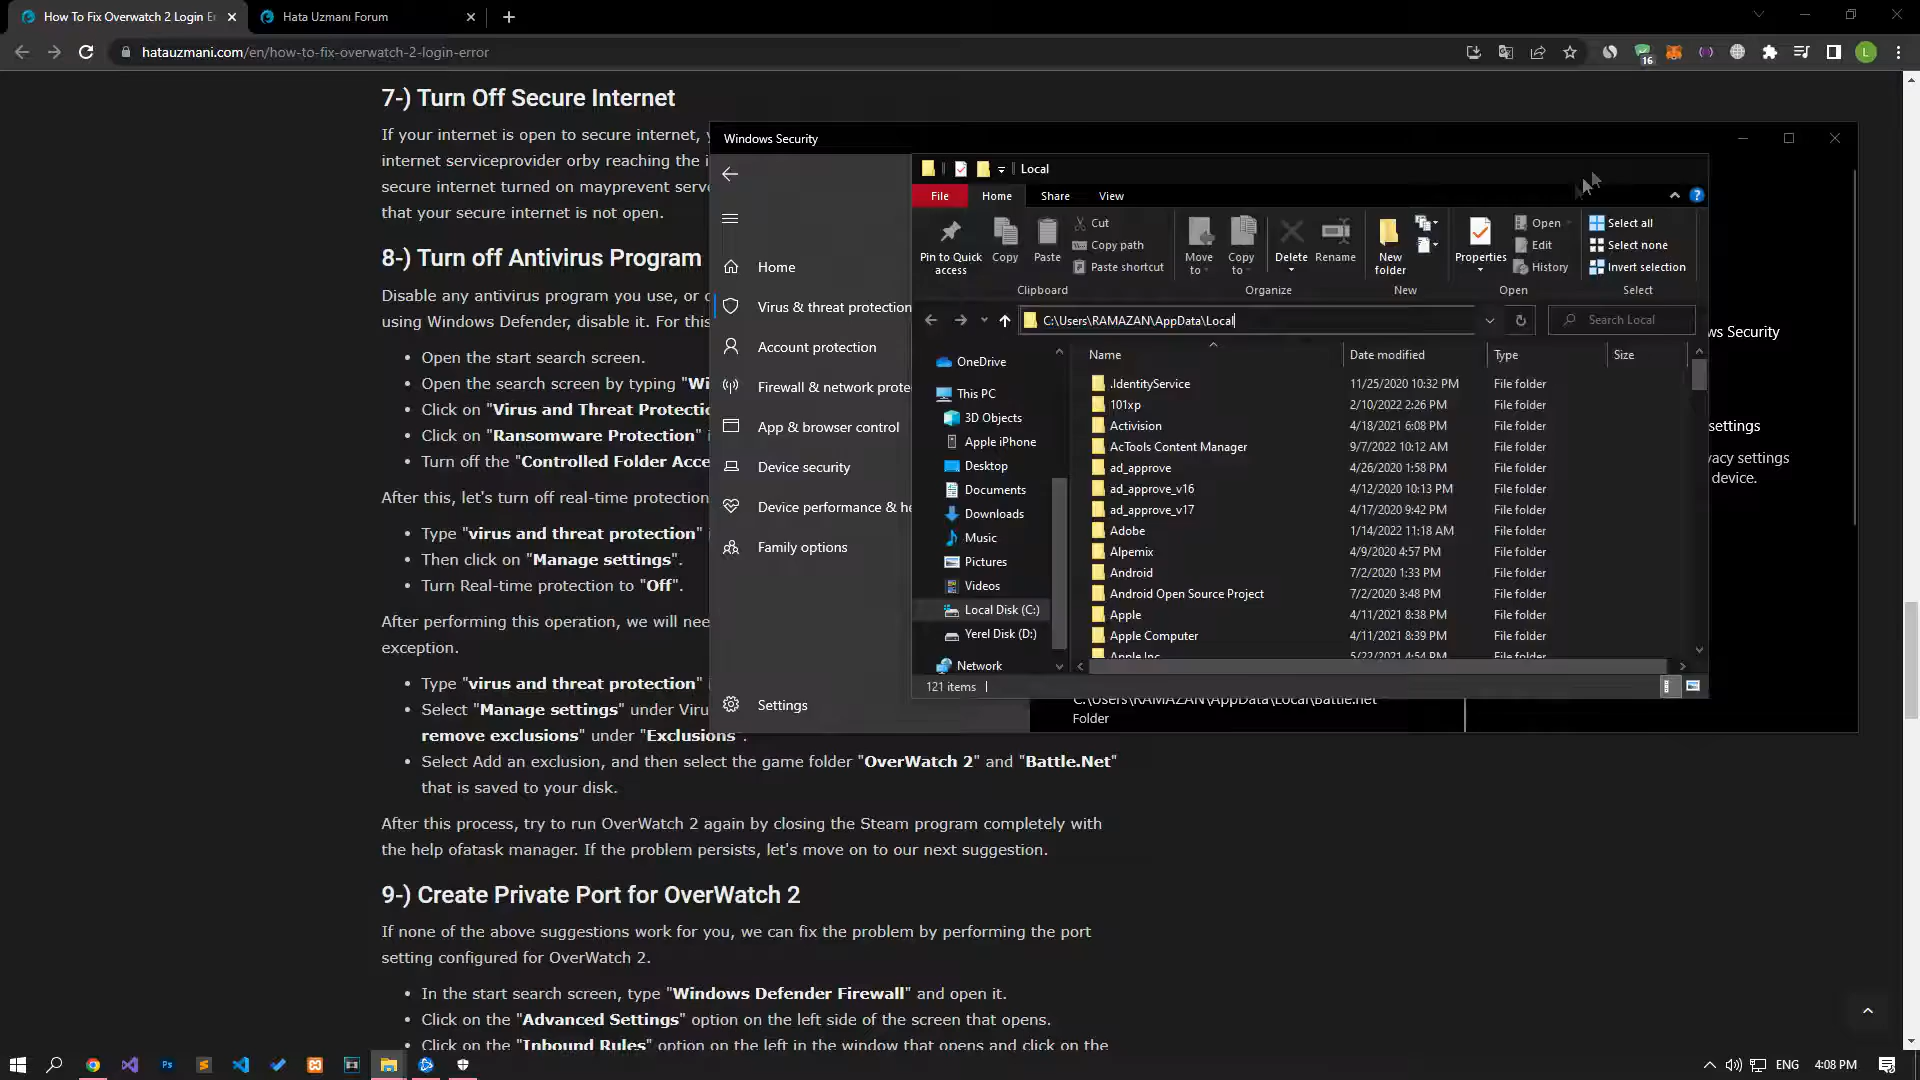 How To Fix Overwatch 2 Login Er
Hata Uzmanı Forum
hatauzmani.com/en/how-to-fix-overwatch-2-login-error
16
L
7-) Turn Off Secure Internet
If your internet is open to secure internet, y
internet serviceprovider orby reaching the i
secure internet turned on mayprevent serve
that your secure internet is not open.
8-) Turn off Antivirus Program
Disable any antivirus program you use, or o
using Windows Defender, disable it. For this
• Open the start search screen.
• Open the search screen by typing "Wi
• Click on "Virus and Threat Protectio
• Click on "Ransomware Protection" i
• Turn off the "Controlled Folder Acce
After this, let's turn off real-time protection
• Type "virus and threat protection"
• Then click on "Manage settings".
• Turn Real-time protection to "Off".
After performing this operation, we will nee
exception.
• Type "virus and threat protection"
• Select "Manage settings" under Viru
remove exclusions" under "Exclusions".
• Select Add an exclusion, and then select the game folder "OverWatch 2" and "Battle.Net"
that is saved to your disk.
After this process, try to run OverWatch 2 again by closing the Steam program completely with
the help ofatask manager. If the problem persists, let's move on to our next suggestion.
9-) Create Private Port for OverWatch 2
If none of the above suggestions work for you, we can fix the problem by performing the port
setting configured for OverWatch 2.
• In the start search screen, type "Windows Defender Firewall" and open it.
• Click on the "Advanced Settings" option on the left side of the screen that opens.
• Click on the "Inbound Rules" option on the left in the window that opens and click on the
Windows Security
Home
Virus & threat protection
Account protection
Firewall & network prote
App & browser control
Device security
Device performance & he
Family options
Settings
ws Security
settings
vacy settings
device.
C:\Users\RAMAZAN\AppData\Local\Battle.net
Folder
Local
File Home Share View
Pin to Quick access
Copy
Paste
Cut
Copy path
Paste shortcut
Clipboard
Move to
Copy to
Delete
Rename
Organize
New folder
New
Properties
Open
Edit
History
Open
Select all
Select none
Invert selection
Select
C:\Users\RAMAZAN\AppData\Local
Search Local
OneDrive
This PC
3D Objects
Apple iPhone
Desktop
Documents
Downloads
Music
Pictures
Videos
Local Disk (C:)
Yerel Disk (D:)
Network
Name Date modified Type Size
.IdentityService 11/25/2020 10:32 PM File folder
101xp 2/10/2022 2:26 PM File folder
Activision 4/18/2021 6:08 PM File folder
AcTools Content Manager 9/7/2022 10:12 AM File folder
ad_approve 4/26/2020 1:58 PM File folder
ad_approve_v16 4/12/2020 10:13 PM File folder
ad_approve_v17 4/17/2020 9:42 PM File folder
Adobe 1/14/2022 11:18 AM File folder
Alpemix 4/9/2020 4:57 PM File folder
Android 7/2/2020 1:33 PM File folder
Android Open Source Project 7/2/2020 3:48 PM File folder
Apple 4/11/2021 8:38 PM File folder
Apple Computer 4/11/2021 8:39 PM File folder
Apple Inc 5/22/2021 4:54 PM File folder
121 items
ENG
4:08 PM